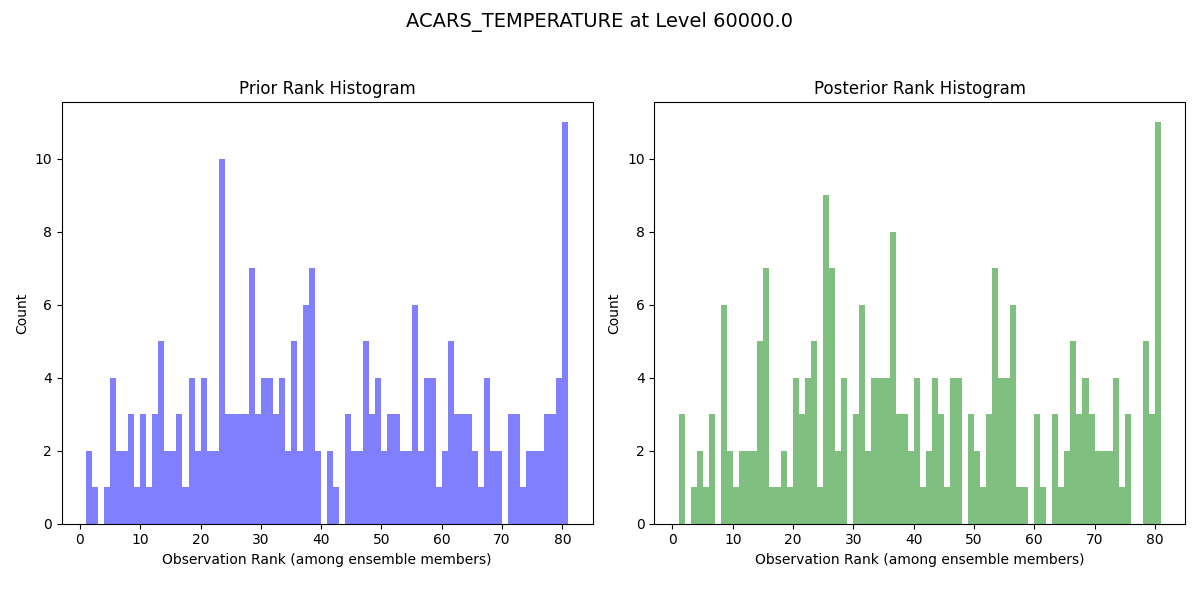 ACARS_TEMPERATURE at Level 60000.0
Prior Rank Histogram
Count
10
8
6
4
2
0
0 10 20 30 40 50 60 70 80
Observation Rank (among ensemble members)
Posterior Rank Histogram
Count
10
8
6
4
2
0
0 10 20 30 40 50 60 70 80
Observation Rank (among ensemble members)